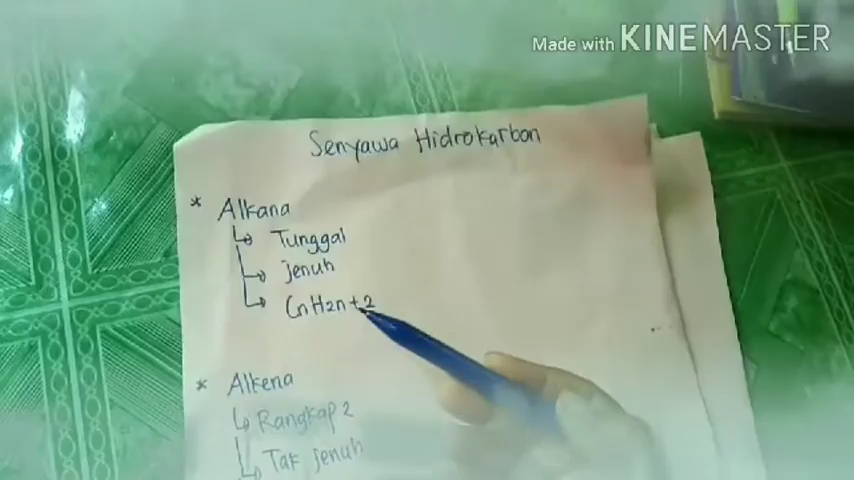 Made with KINEMASTER
Senyawa Hidrokarbon
* Alkana
↳ Tunggal
↳ jenuh
↳ CnH2n+2
* Alkena
↳ Rangkap 2
↳ Tak jenuh